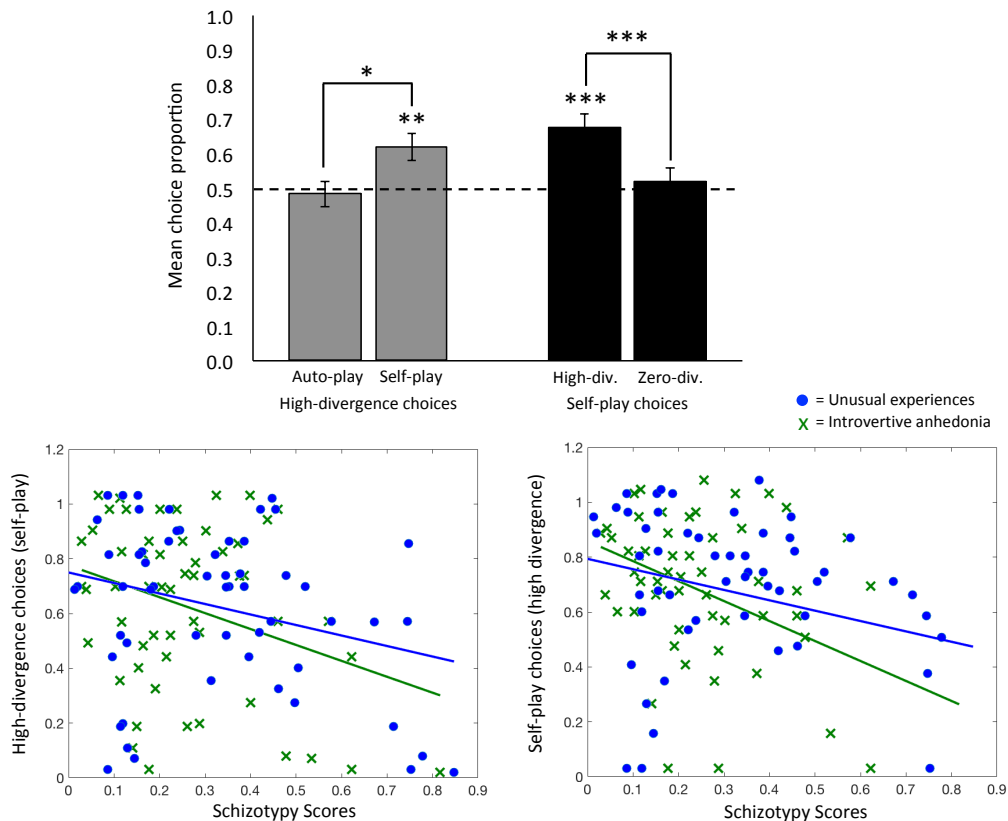 1.0
0.9
0.8
0.7
0.6
0.5
0.4
0.3
0.2
0.1
0.0
Mean choice proportion
*
**
***
***
Auto-play Self-play
High-divergence choices
High-div. Zero-div.
Self-play choices
= Unusual experiences
x = Introvertive anhedonia
1.2
1
0.8
0.6
0.4
0.2
0
High-divergence choices (self-play)
0 0.1 0.2 0.3 0.4 0.5 0.6 0.7 0.8 0.9
Schizotypy Scores
1.2
1
0.8
0.6
0.4
0.2
0
Self-play choices (high divergence)
0 0.1 0.2 0.3 0.4 0.5 0.6 0.7 0.8 0.9
Schizotypy Scores